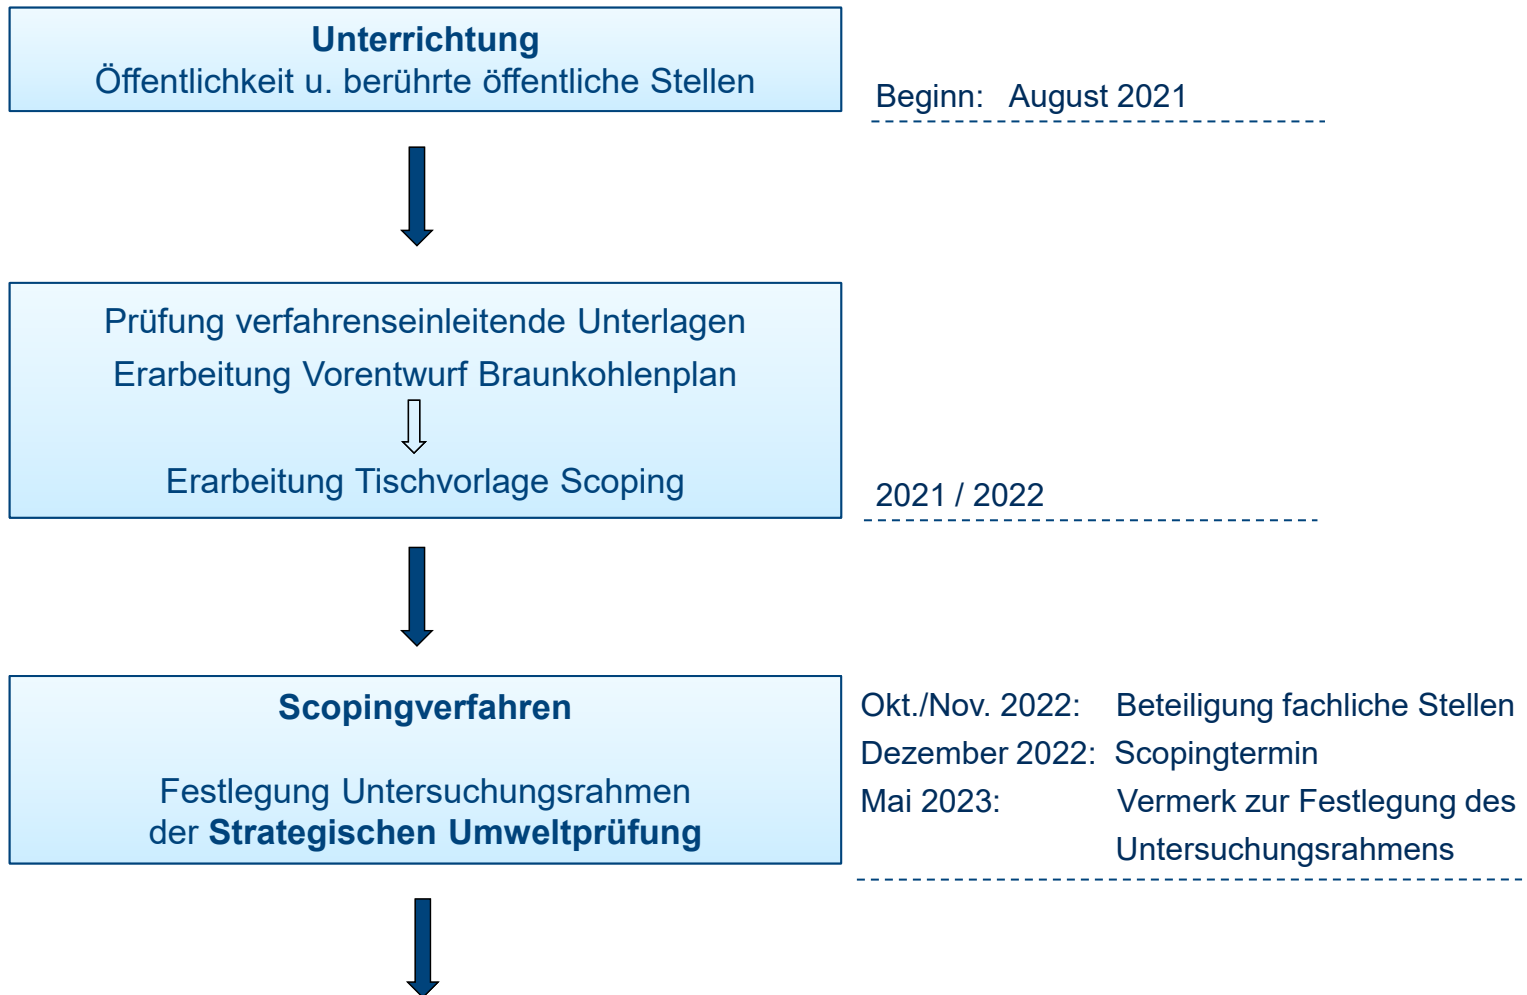 Unterrichtung
Öffentlichkeit u. berührte öffentliche Stellen
Beginn: August 2021
Prüfung verfahrenseinleitende Unterlagen
Erarbeitung Vorentwurf Braunkohlenplan
Erarbeitung Tischvorlage Scoping
2021 / 2022
Scopingverfahren
Festlegung Untersuchungsrahmen
der Strategischen Umweltprüfung
Okt./Nov. 2022: Beteiligung fachliche Stellen
Dezember 2022: Scopingtermin
Mai 2023: Vermerk zur Festlegung des
Untersuchungsrahmens